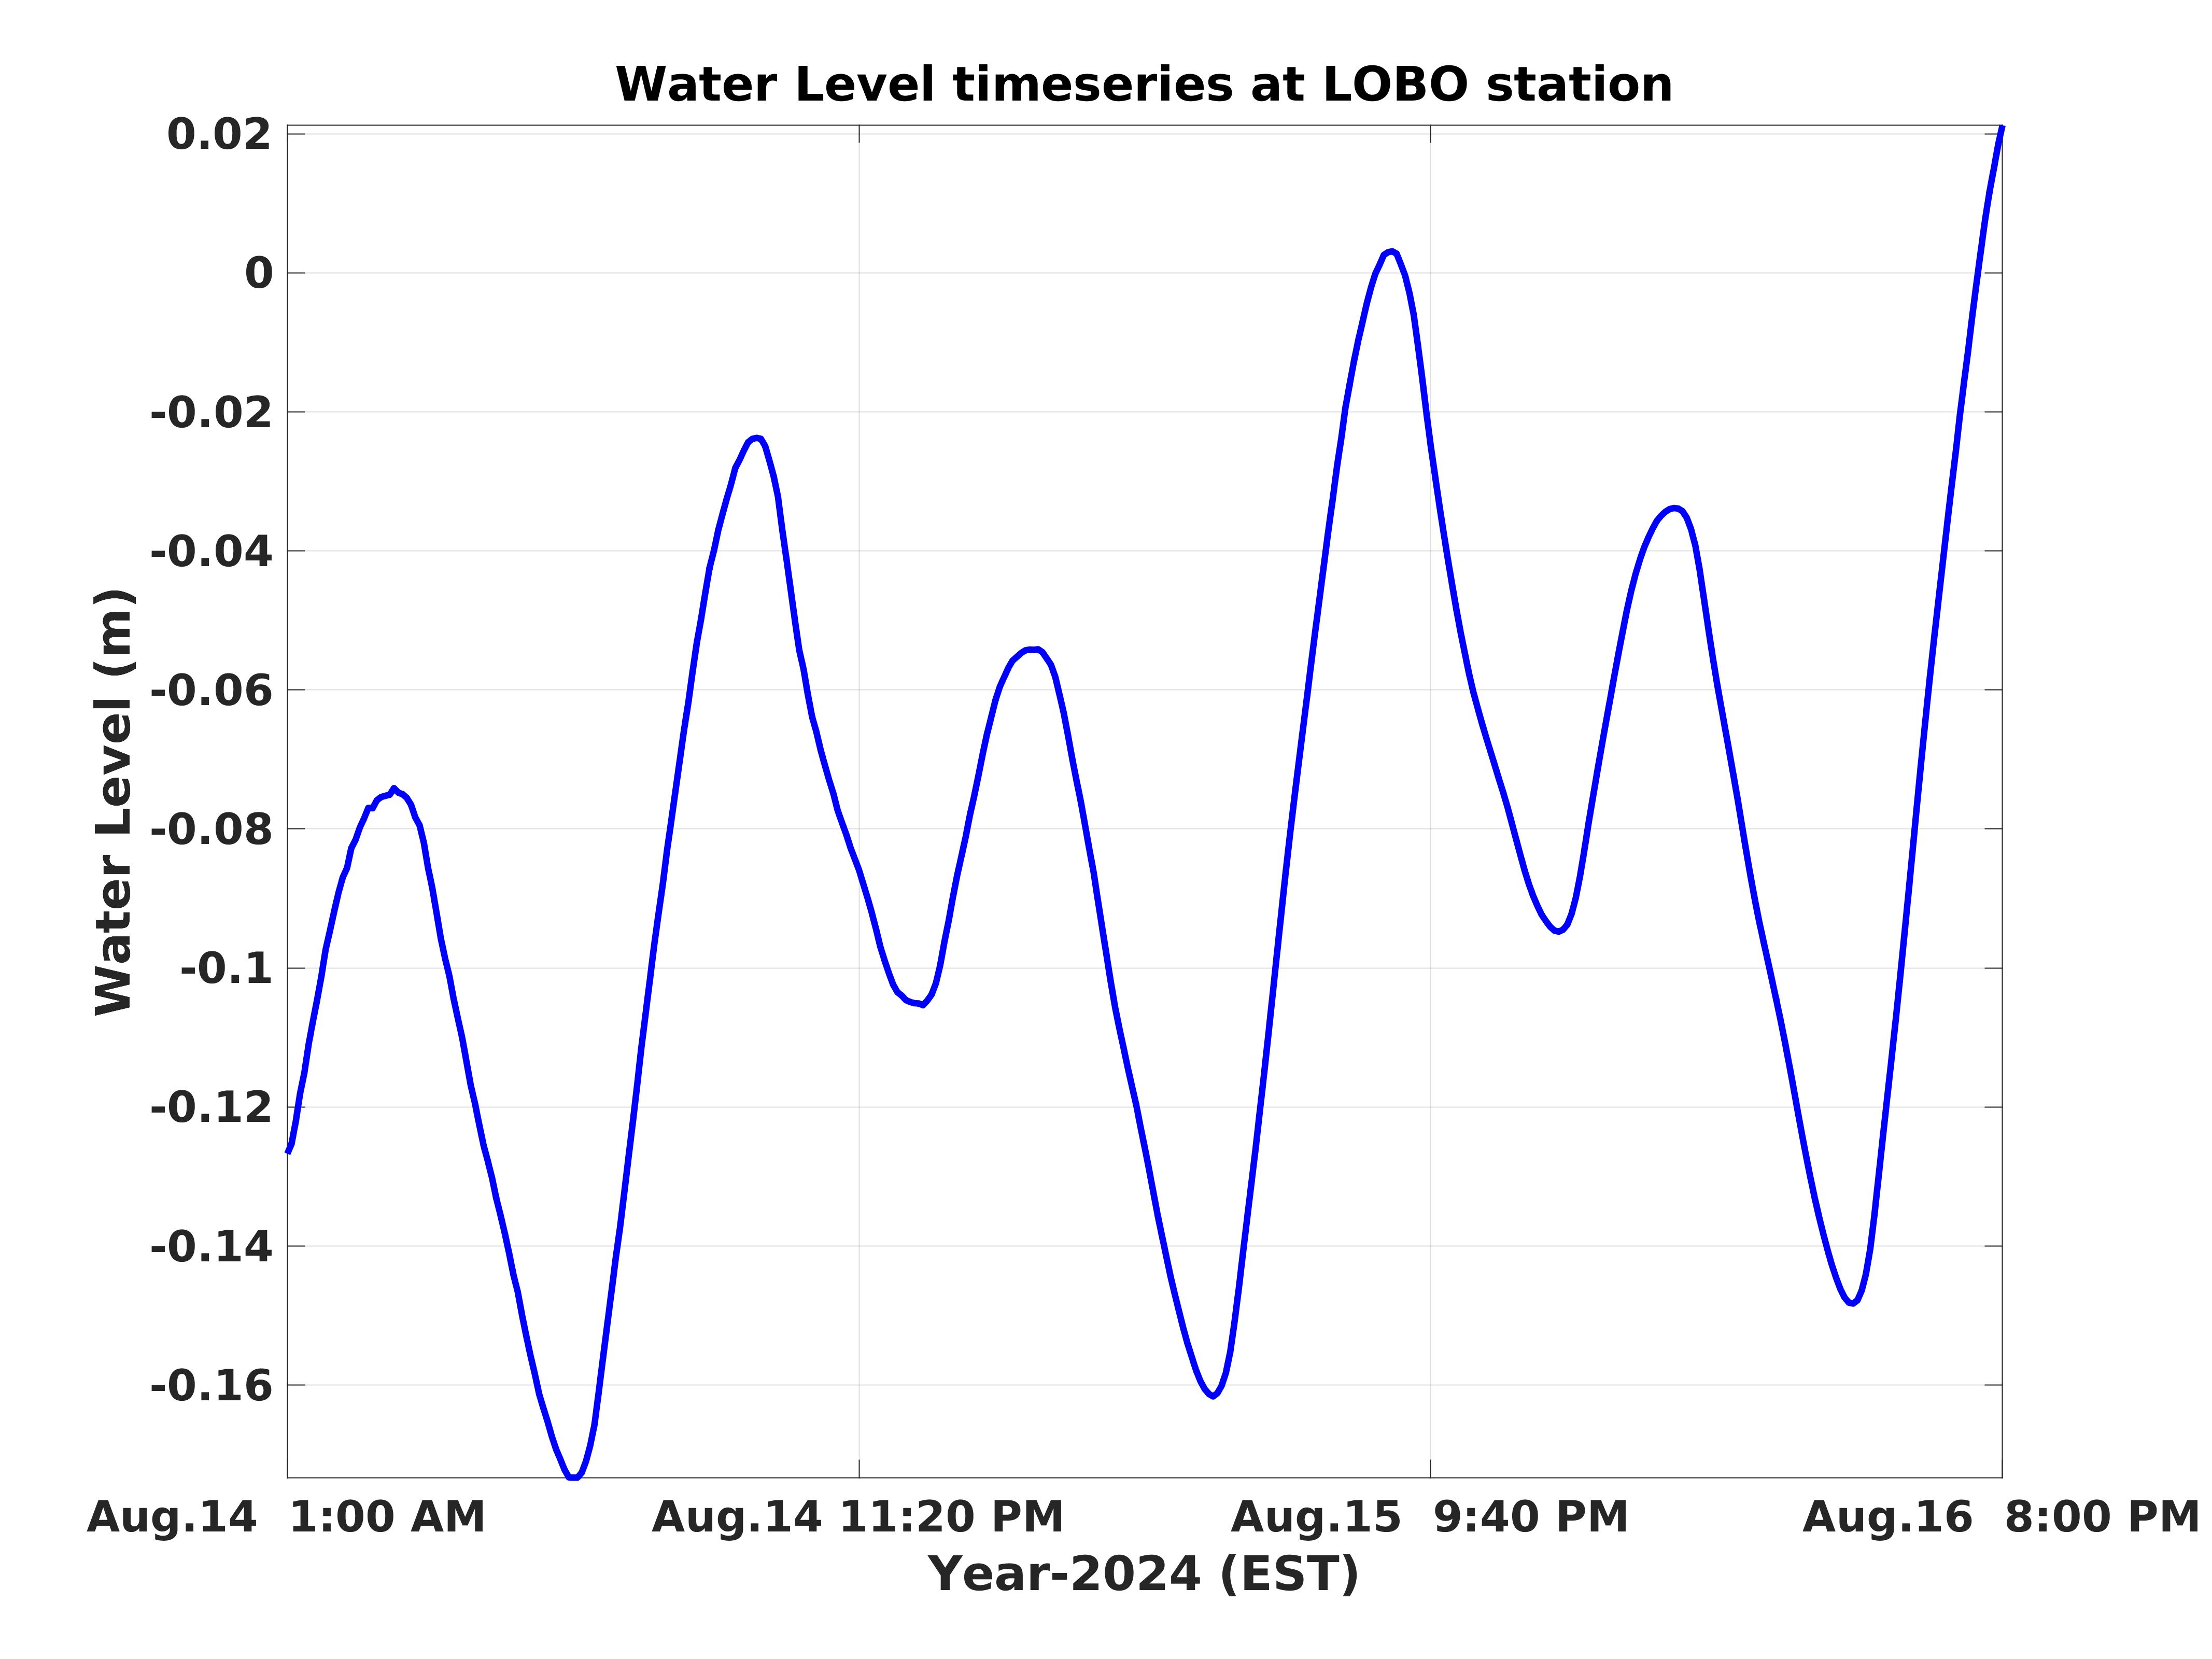 Water Level timeseries at LOBO station
0.02
0
-0.02
-0.04
-0.06
-0.08
-0.1
-0.12
-0.14
-0.16
Water Level (m)
Aug.14  1:00 AM
Aug.14 11:20 PM
Aug.15  9:40 PM
Aug.16  8:00 PM
Year-2024 (EST)